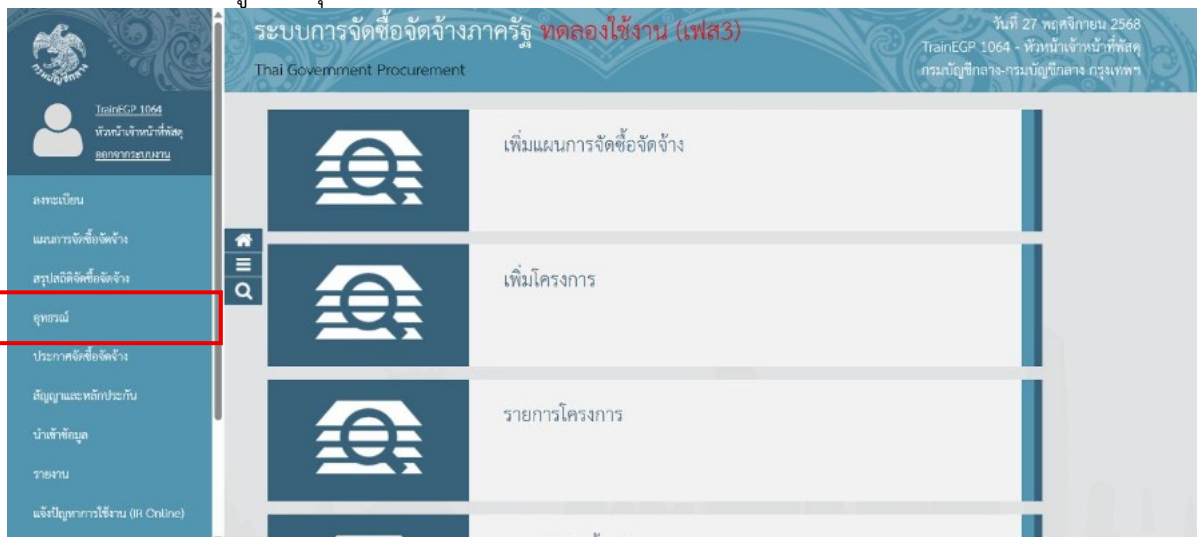 ระบบการจัดซื้อจัดจ้างภาครัฐ ทดลองใช้งาน (เฟส3)
Thai Government Procurement
วันที่ 27 พฤศจิกายน 2568
TrainEGP 1064 - หัวหน้าเจ้าหน้าที่พัสดุ
กรมบัญชีกลาง-กรมบัญชีกลาง กรุงเทพฯ
กรมบัญชีกลาง
TrainEGP 1064
หัวหน้าเจ้าหน้าที่พัสดุ
ออกจากระบบงาน
ลงทะเบียน
แผนการจัดซื้อจัดจ้าง
สรุปสถิติจัดซื้อจัดจ้าง
อุทธรณ์
ประกาศจัดซื้อจัดจ้าง
สัญญาและหลักประกัน
นำเข้าข้อมูล
รายงาน
แจ้งปัญหาการใช้งาน (IR Online)
เพิ่มแผนการจัดซื้อจัดจ้าง
เพิ่มโครงการ
รายการโครงการ